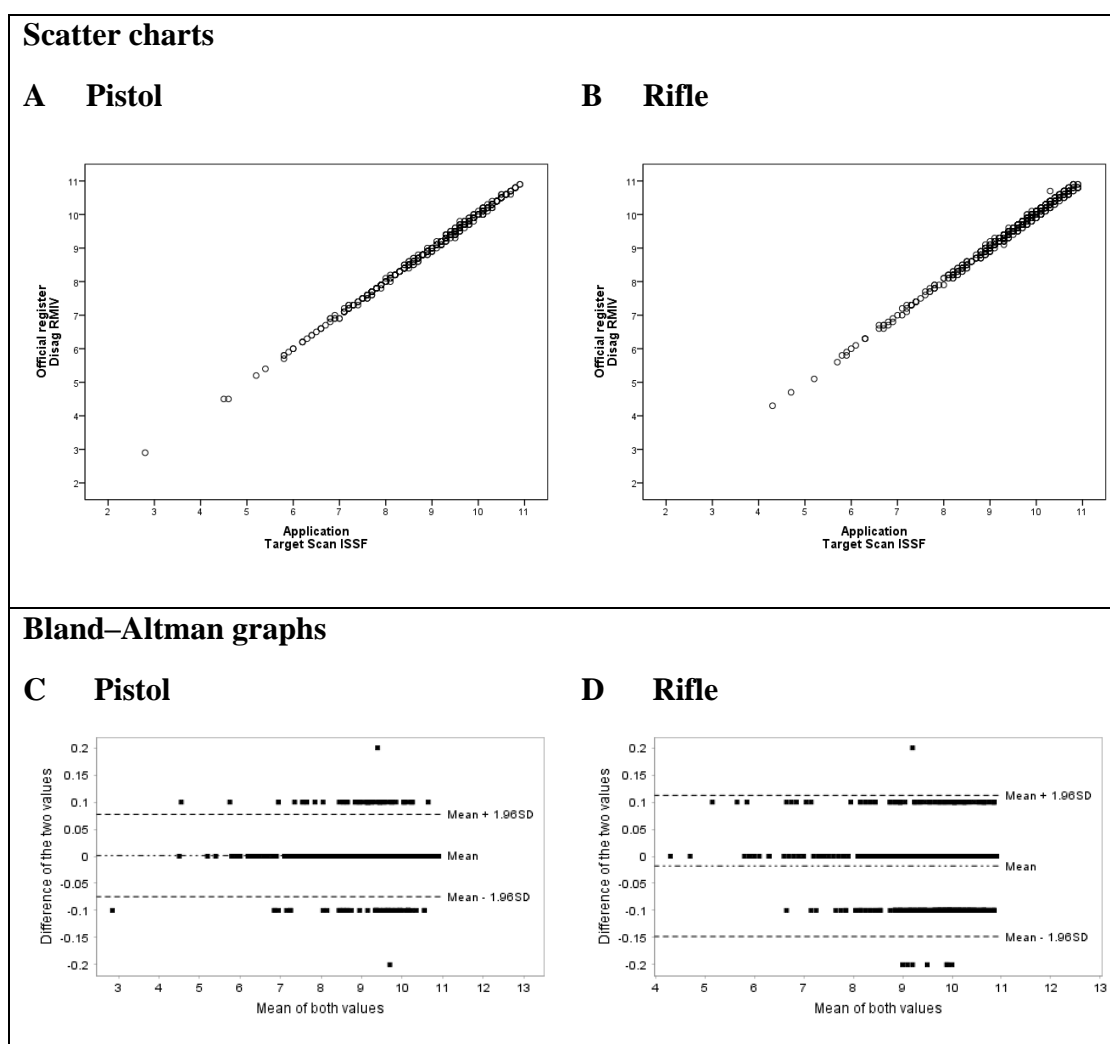 Scatter charts
A Pistol
B Rifle
11
10
9
8
7
6
5
4
3
2
Official register
Disag RMIV
2 3 4 5 6 7 8 9 10 11
Application
Target Scan ISSF
11
10
9
8
7
6
5
4
3
2
Official register
Disag RMIV
2 3 4 5 6 7 8 9 10 11
Application
Target Scan ISSF
Bland–Altman graphs
C Pistol
D Rifle
Difference of the two values
0.2
0.15
0.1
0.05
0
-0.05
-0.1
-0.15
-0.2
Mean + 1.96SD
Mean
Mean - 1.96SD
3 4 5 6 7 8 9 10 11 12 13
Mean of both values
Difference of the two values
0.2
0.15
0.1
0.05
0
-0.05
-0.1
-0.15
-0.2
Mean + 1.96SD
Mean
Mean - 1.96SD
4 5 6 7 8 9 10 11 12 13
Mean of both values